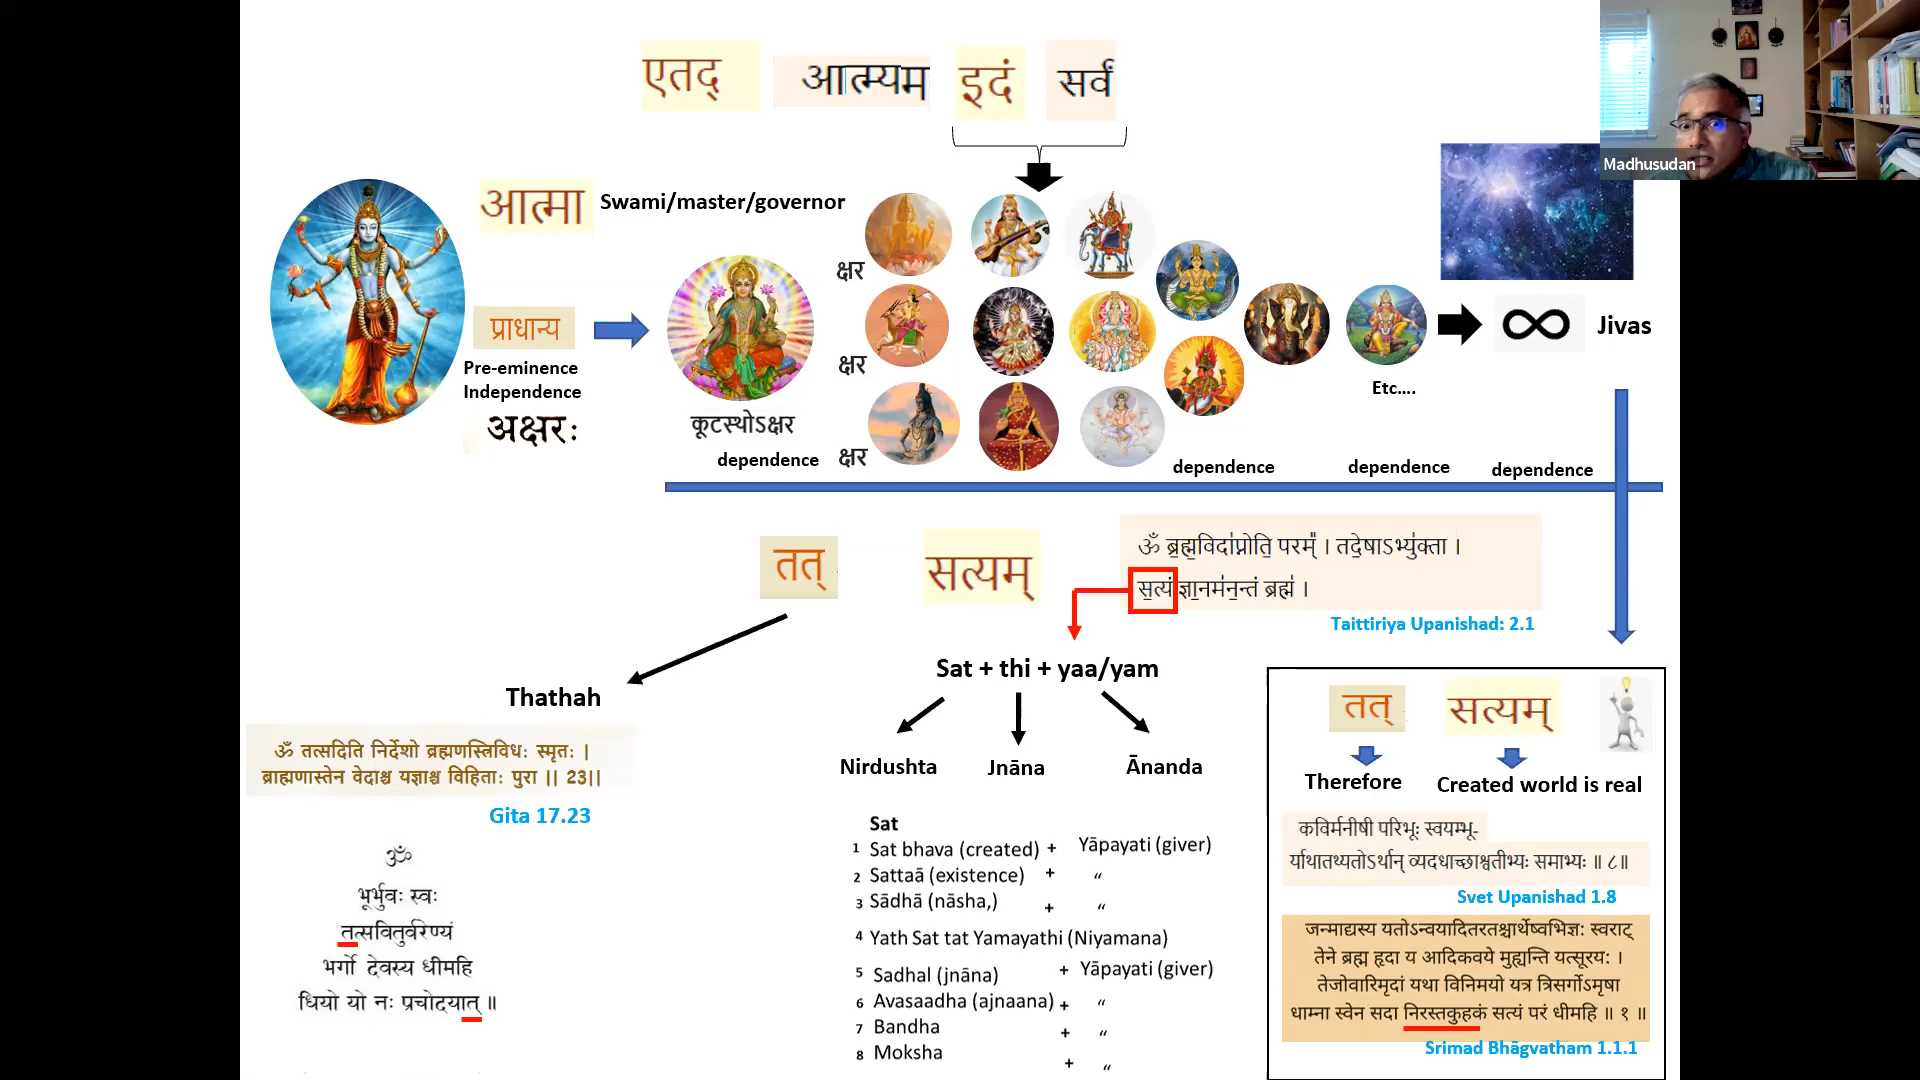 एतद् आत्म्यम इदं सर्वं
Madhusudan
आत्मा Swami/master/governor
प्राधान्य
Pre-eminence
Independence
अक्षरः
कूटस्थोऽक्षर
dependence
क्षर
क्षर
क्षर
Etc....
∞ Jivas
dependence
dependence
dependence
तत् सत्यम्
ॐ ब्र॒ह्म॒विदा॑प्नोति॒ परम्᳚ । तदे॒षाऽभ्यु॑क्ता ।
स॒त्यं ज्ञा॒नम॑न॒न्तं ब्रह्म॑ ।
Taittiriya Upanishad: 2.1
Thathah
ॐ तत्सदिति निर्देशो ब्रह्मणस्त्रिविधः स्मृतः |
ब्राह्मणास्तेन वेदाश्च यज्ञाश्च विहिताः पुरा || 23||
Gita 17.23
ॐ
भूर्भुवः स्वः
तत्सवितुर्वरेण्यं
भर्गो देवस्य धीमहि
धियो यो नः प्रचोदयात् ॥
Sat + thi + yaa/yam
Nirdushta Jnāna Ānanda
Sat
1 Sat bhava (created) + Yāpayati (giver)
2 Sattaā (existence) + “
3 Sādhā (nāsha,) + “
4 Yath Sat tat Yamayathi (Niyamana)
5 Sadhal (jnāna) + Yāpayati (giver)
6 Avasaadha (ajnaana) + “
7 Bandha + “
8 Moksha + “
तत् सत्यम्
Therefore Created world is real
कविर्मनीषी परिभूः स्वयम्भू-
र्याथातथ्यतोऽर्थान् व्यदधाच्छाश्वतीभ्यः समाभ्यः ॥ ८॥
Svet Upanishad 1.8
जन्माद्यस्य यतोऽन्वयादितरतश्चार्थेष्वभिज्ञः स्वराट्
तेने ब्रह्म हृदा य आदिकवये मुह्यन्ति यत्सूरयः ।
तेजोवारिमृदां यथा विनिमयो यत्र त्रिसर्गोऽमृषा
धाम्ना स्वेन सदा निरस्तकुहकं सत्यं परं धीमहि ॥ १ ॥
Srimad Bhāgvatham 1.1.1